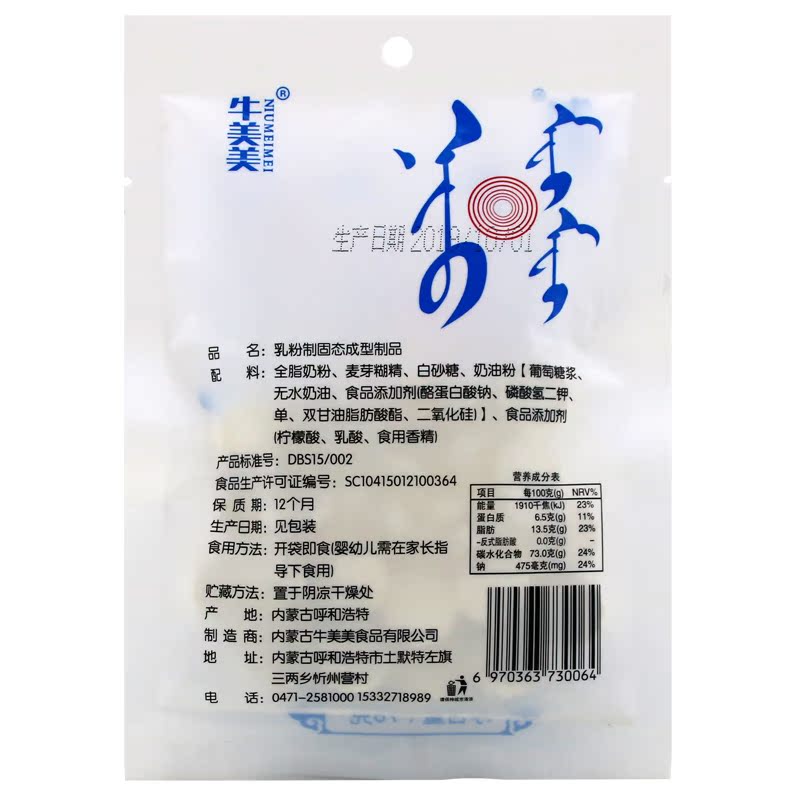 牛美美
NIUMEIMEI
®
生产日期 2019/10/01
品 名：乳粉制固态成型制品
配 料：全脂奶粉、麦芽糊精、白砂糖、奶油粉【葡萄糖浆、
无水奶油、食品添加剂(酪蛋白酸钠、磷酸氢二钾、
单、双甘油脂肪酸酯、二氧化硅)】、食品添加剂
(柠檬酸、乳酸、食用香精)
产品标准号：DBS15/002
食品生产许可证编号：SC10415012100364
保 质 期：12个月
生产日期：见包装
食用方法：开袋即食(婴幼儿需在家长指
导下食用)
贮藏方法：置于阴凉干燥处
产 地：内蒙古呼和浩特
制 造 商：内蒙古牛美美食品有限公司
地 址：内蒙古呼和浩特市土默特左旗
三两乡忻州营村
电 话：0471-2581000 15332718989
营养成分表
项目 每100克(g) NRV%
能量 1910千焦(kJ) 23%
蛋白质 6.5克(g) 11%
脂肪 13.5克(g) 23%
-反式脂肪酸 0.0克(g) -
碳水化合物 73.0克(g) 24%
钠 475毫克(mg) 24%
6 970363 730064